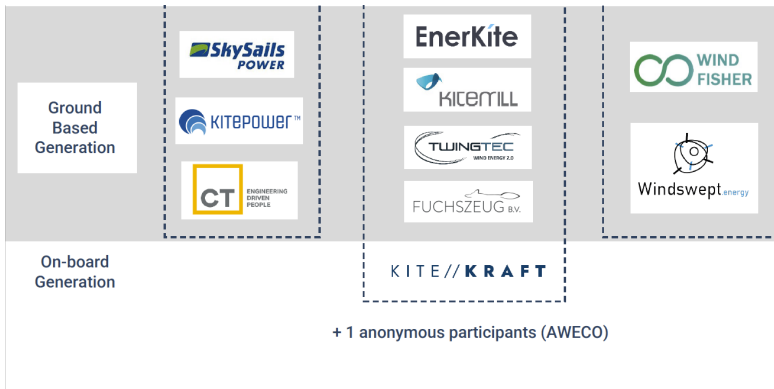 Ground
Based
Generation
SkySails
POWER
KITEPOWER™
CT
ENGINEERING
DRIVEN
PEOPLE
EnerKíte
KITEMILL
TWINGTEC
WIND ENERGY 2.0
FUCHSZEUG B.V.
WIND
FISHER
Windswept.energy
On-board
Generation
KITE//KRAFT
+ 1 anonymous participants (AWECO)